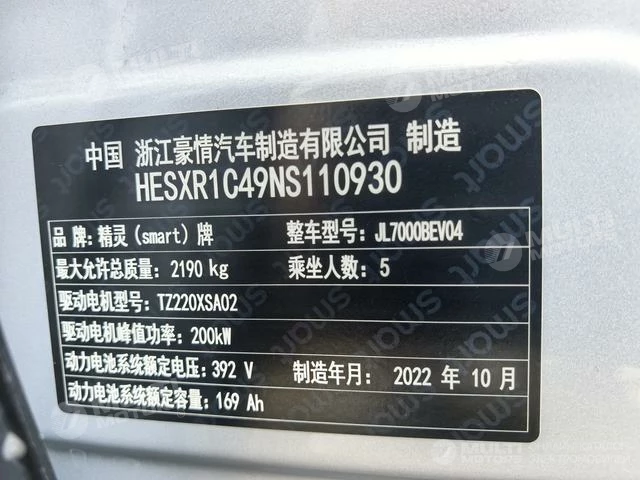 中国 浙江豪情汽车制造有限公司 制造
HESXR1C49NS110930
品 牌: 精灵(smart)牌 整车型号: JL7000BEV04
最大允许总质量: 2190 kg 乘坐人数: 5
驱动电机型号: TZ220XSA02
驱动电机峰值功率: 200kW
动力电池系统额定电压: 392 V 制造年月: 2022 年 10 月
动力电池系统额定容量: 169 Ah